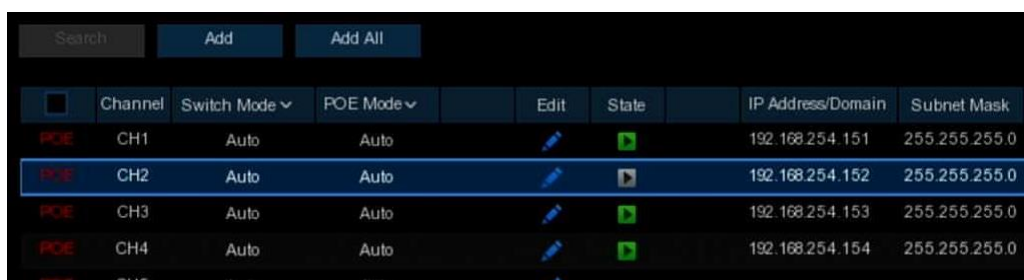 Search Add Add All
Channel Switch Mode POE Mode Edit State IP Address/Domain Subnet Mask
POE CH1 Auto Auto 192.168.254.151 255.255.255.0
POE CH2 Auto Auto 192.168.254.152 255.255.255.0
POE CH3 Auto Auto 192.168.254.153 255.255.255.0
POE CH4 Auto Auto 192.168.254.154 255.255.255.0